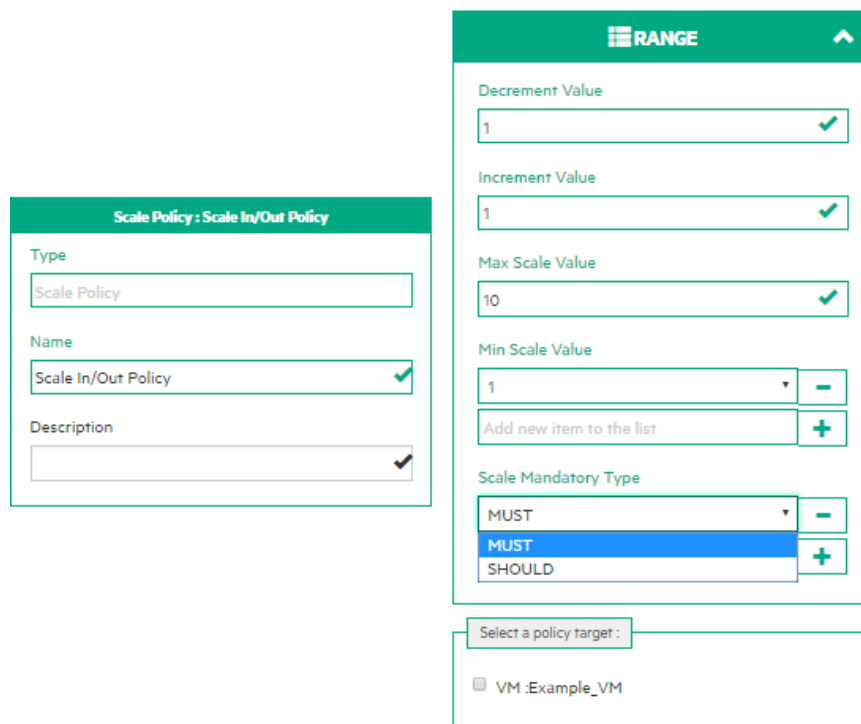 Scale Policy : Scale In/Out Policy
Type
Scale Policy
Name
Scale In/Out Policy
Description
RANGE
Decrement Value
1
Increment Value
1
Max Scale Value
10
Min Scale Value
1
Add new item to the list
Scale Mandatory Type
MUST
MUST
SHOULD
Select a policy target :
VM :Example_VM